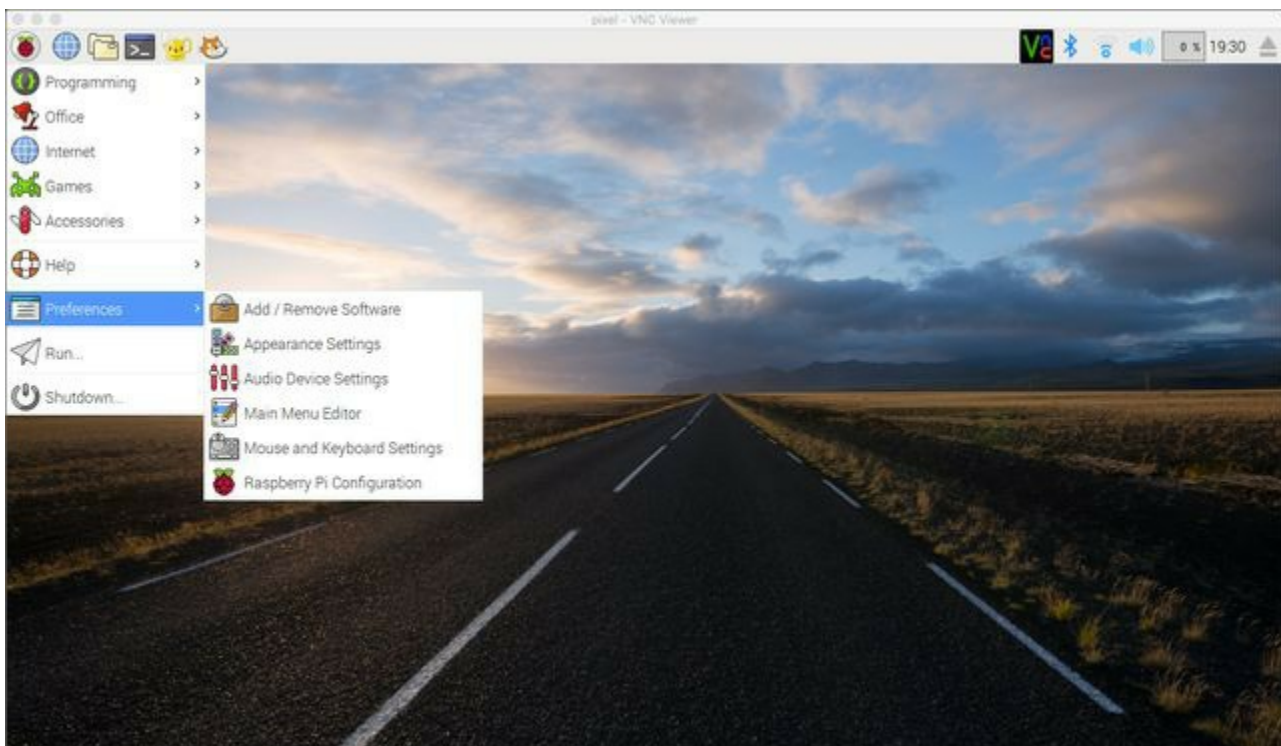 pixel - VNC Viewer
0 % 19:30
Programming
Office
Internet
Games
Accessories
Help
Preferences
Run...
Shutdown...
Add / Remove Software
Appearance Settings
Audio Device Settings
Main Menu Editor
Mouse and Keyboard Settings
Raspberry Pi Configuration